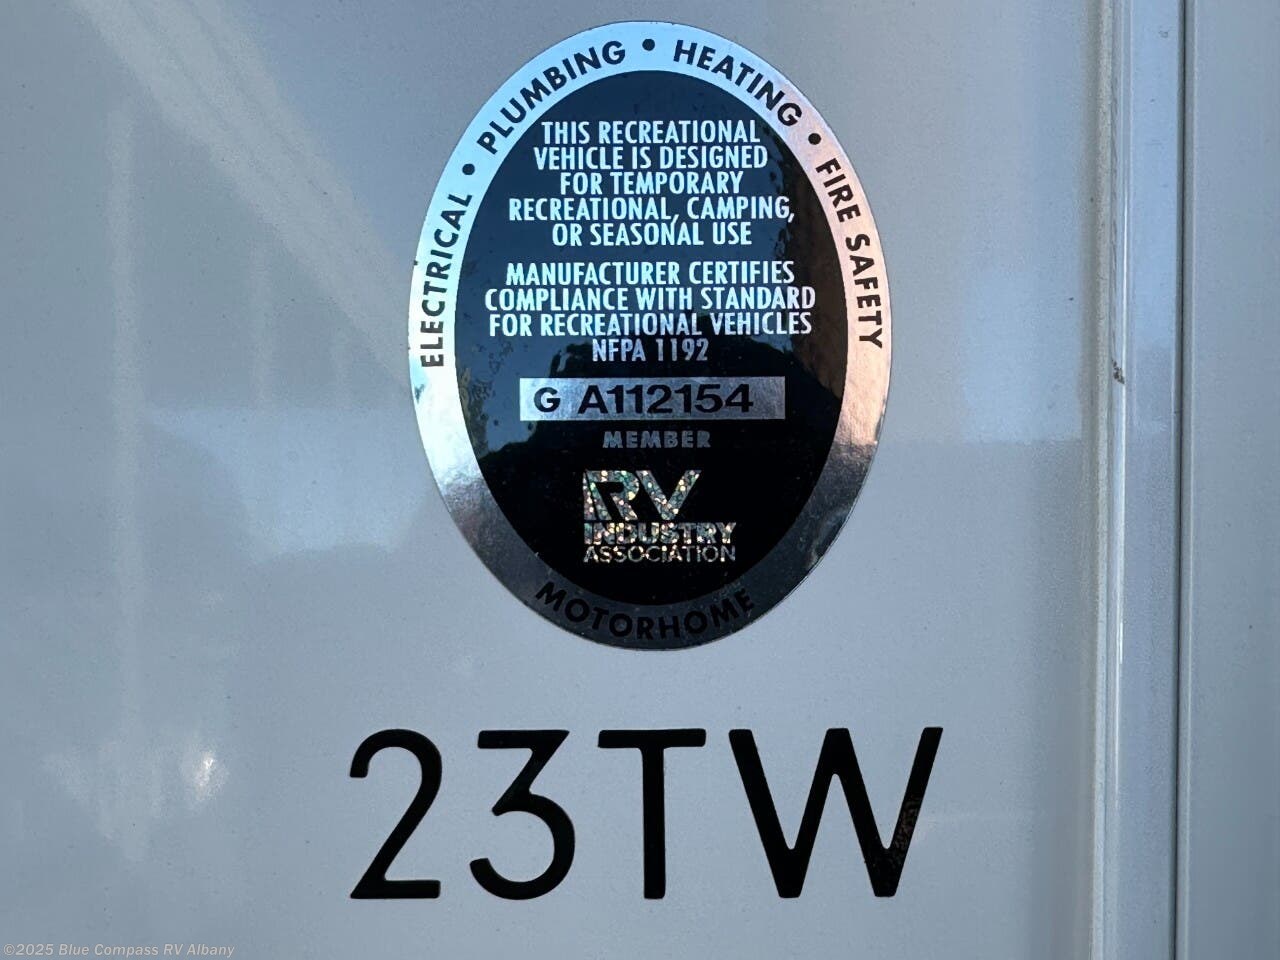 ELECTRICAL • PLUMBING • HEATING • FIRE SAFETY
THIS RECREATIONAL
VEHICLE IS DESIGNED
FOR TEMPORARY
RECREATIONAL, CAMPING,
OR SEASONAL USE
MANUFACTURER CERTIFIES
COMPLIANCE WITH STANDARD
FOR RECREATIONAL VEHICLES
NFPA 1192
G A112154
MEMBER
RV
INDUSTRY
ASSOCIATION
MOTORHOME
23TW
©2025 Blue Compass RV Albany